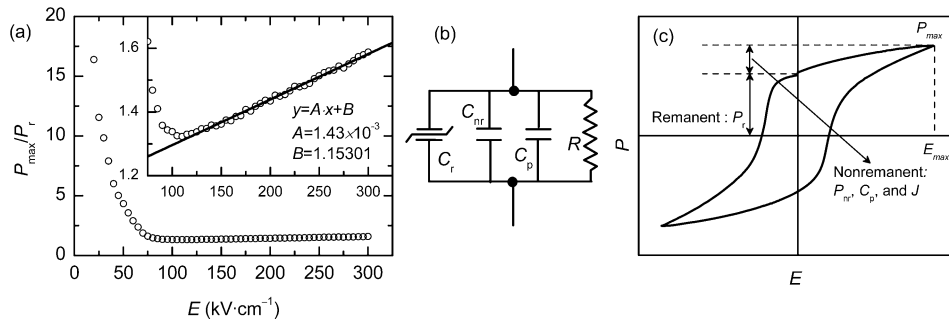 (a)
20
15
10
5
0
P_max/P_r
0 50 100 150 200 250 300
E (kV·cm⁻¹)
1.6
1.4
1.2
100 150 200 250 300
y=A·x+B
A=1.43×10⁻³
B=1.15301
(b)
C_r
C_nr
C_p
R
(c)
P_max
Remanent : P_r
E_max
Nonremanent:
P_nr, C_p, and J
P
E